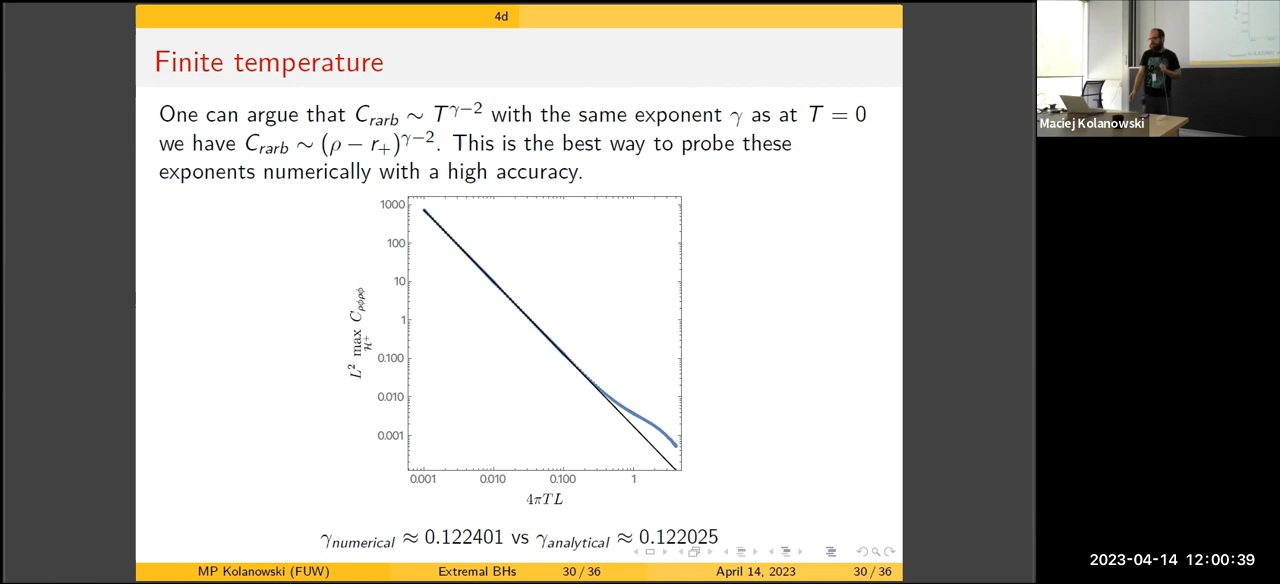 4d
Finite temperature
One can argue that C_rarb ∼ T^{γ−2} with the same exponent γ as at T = 0
we have C_rarb ∼ (ρ − r_+)^{γ−2}. This is the best way to probe these
exponents numerically with a high accuracy.
1000
100
10
1
0.100
0.010
0.001
L² max C_ρϕρϕ
H⁺
0.001 0.010 0.100 1
4πTL
γ_numerical ≈ 0.122401 vs γ_analytical ≈ 0.122025
MP Kolanowski (FUW) Extremal BHs 30 / 36 April 14, 2023 30 / 36
Maciej Kolanowski
2023-04-14 12:00:39